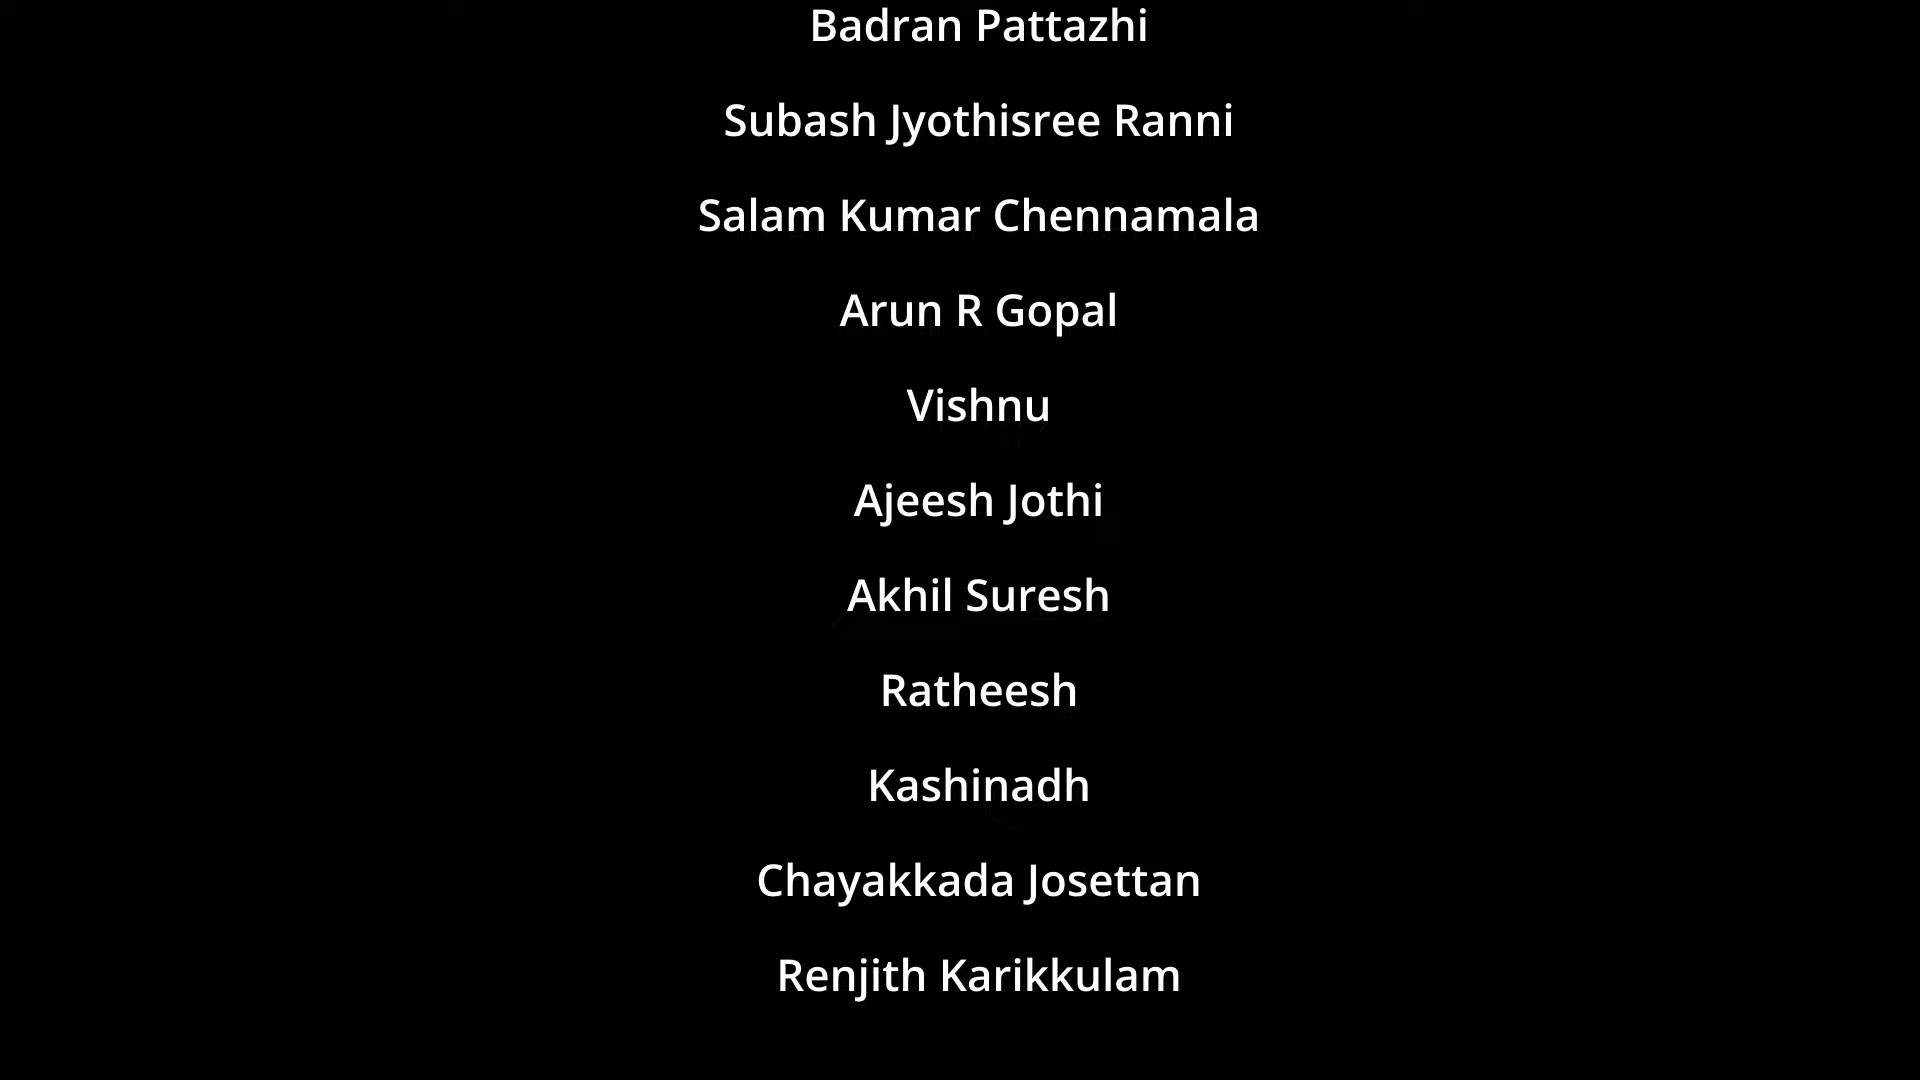 Badran Pattazhi
Subash Jyothisree Ranni
Salam Kumar Chennamala
Arun R Gopal
Vishnu
Ajeesh Jothi
Akhil Suresh
Ratheesh
Kashinadh
Chayakkada Josettan
Renjith Karikkulam